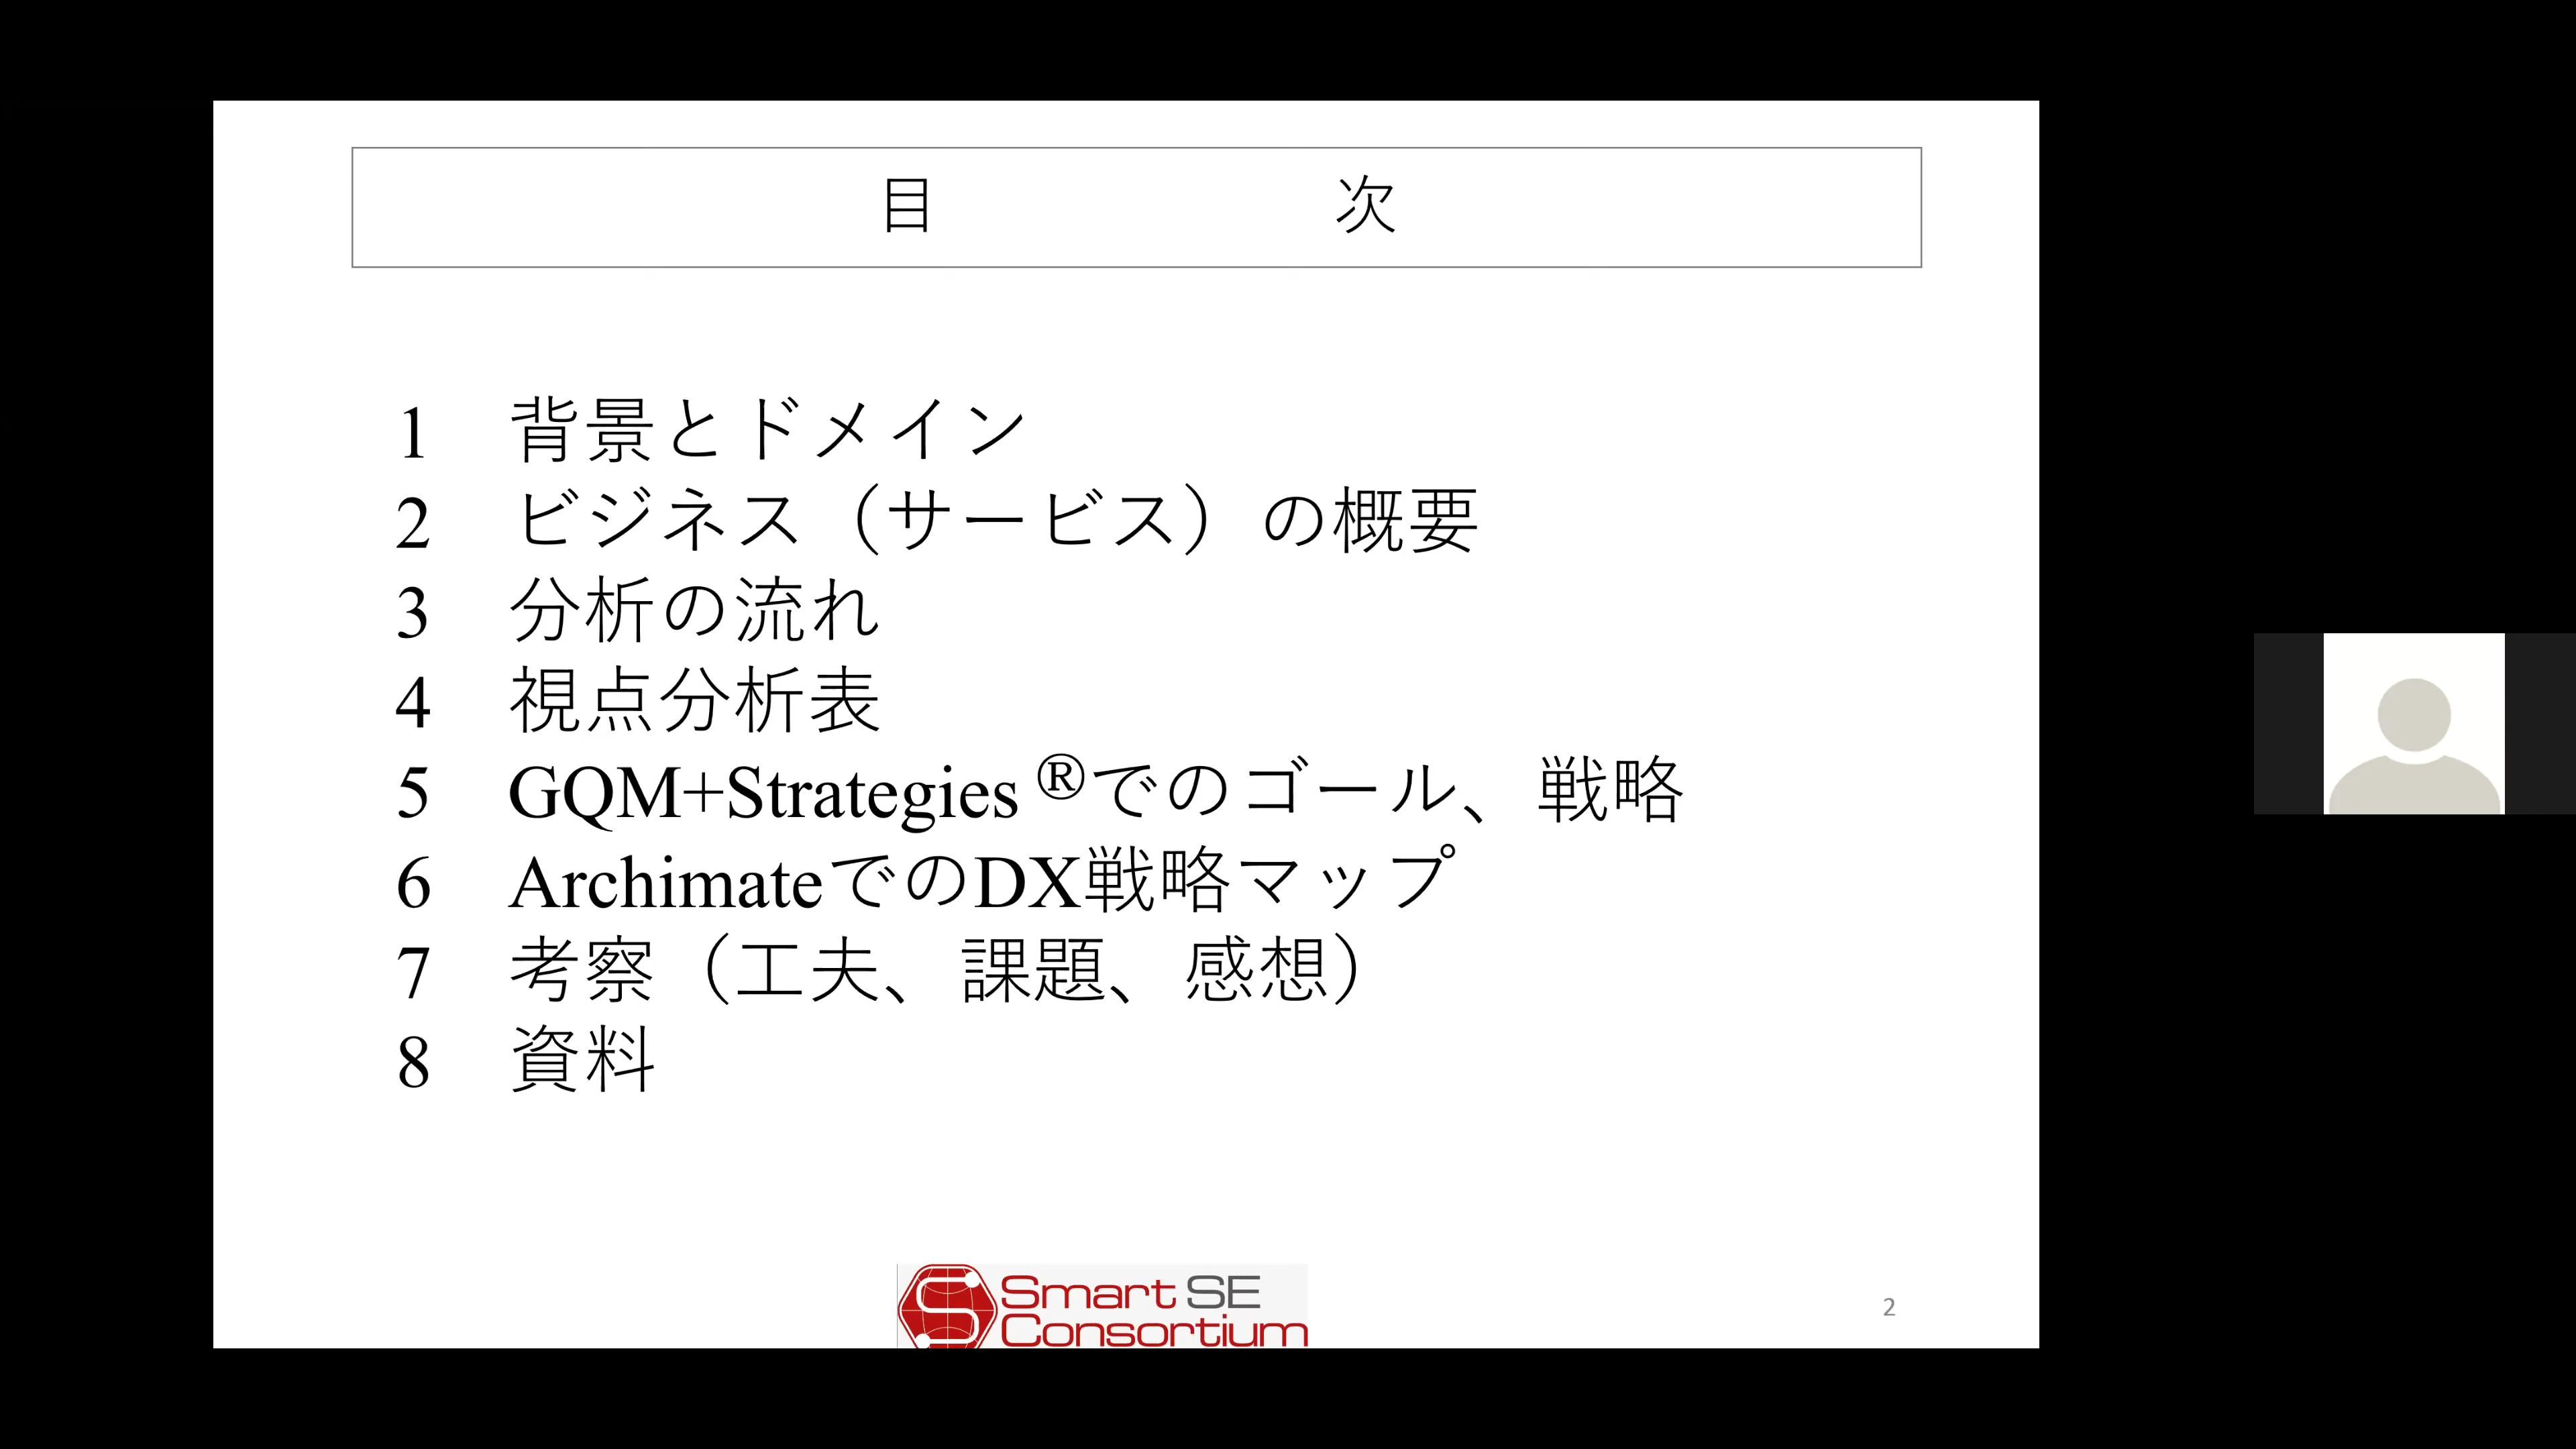 目　次
1　背景とドメイン
2　ビジネス（サービス）の概要
3　分析の流れ
4　視点分析表
5　GQM+Strategies ®でのゴール、戦略
6　ArchimateでのDX戦略マップ
7　考察（工夫、課題、感想）
8　資料
Smart SE
Consortium
2